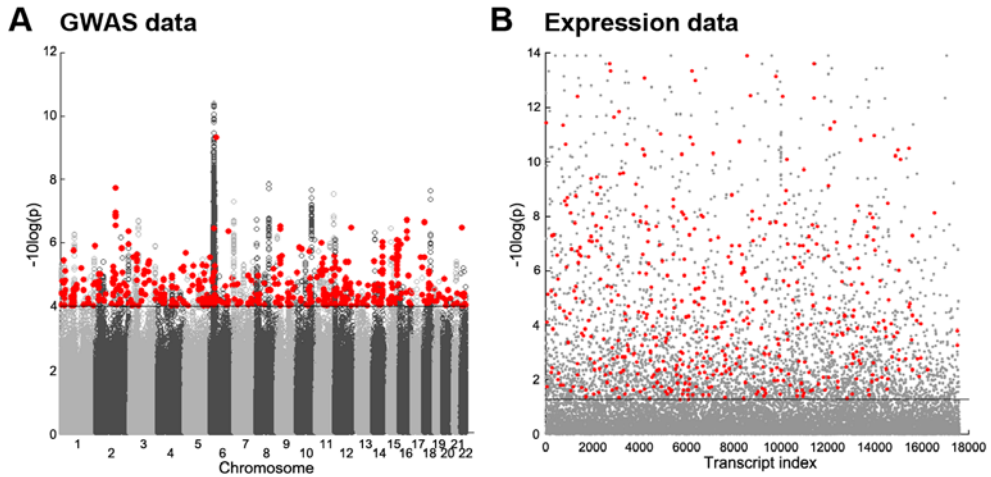 A GWAS data
12
10
8
6
4
2
0
-10log(p)
1 2 3 4 5 6 7 8 9 10 11 12 13 14 15 16 17 18 19 20 21 22
Chromosome
B Expression data
14
12
10
8
6
4
2
0
-10log(p)
0 2000 4000 6000 8000 10000 12000 14000 16000 18000
Transcript index